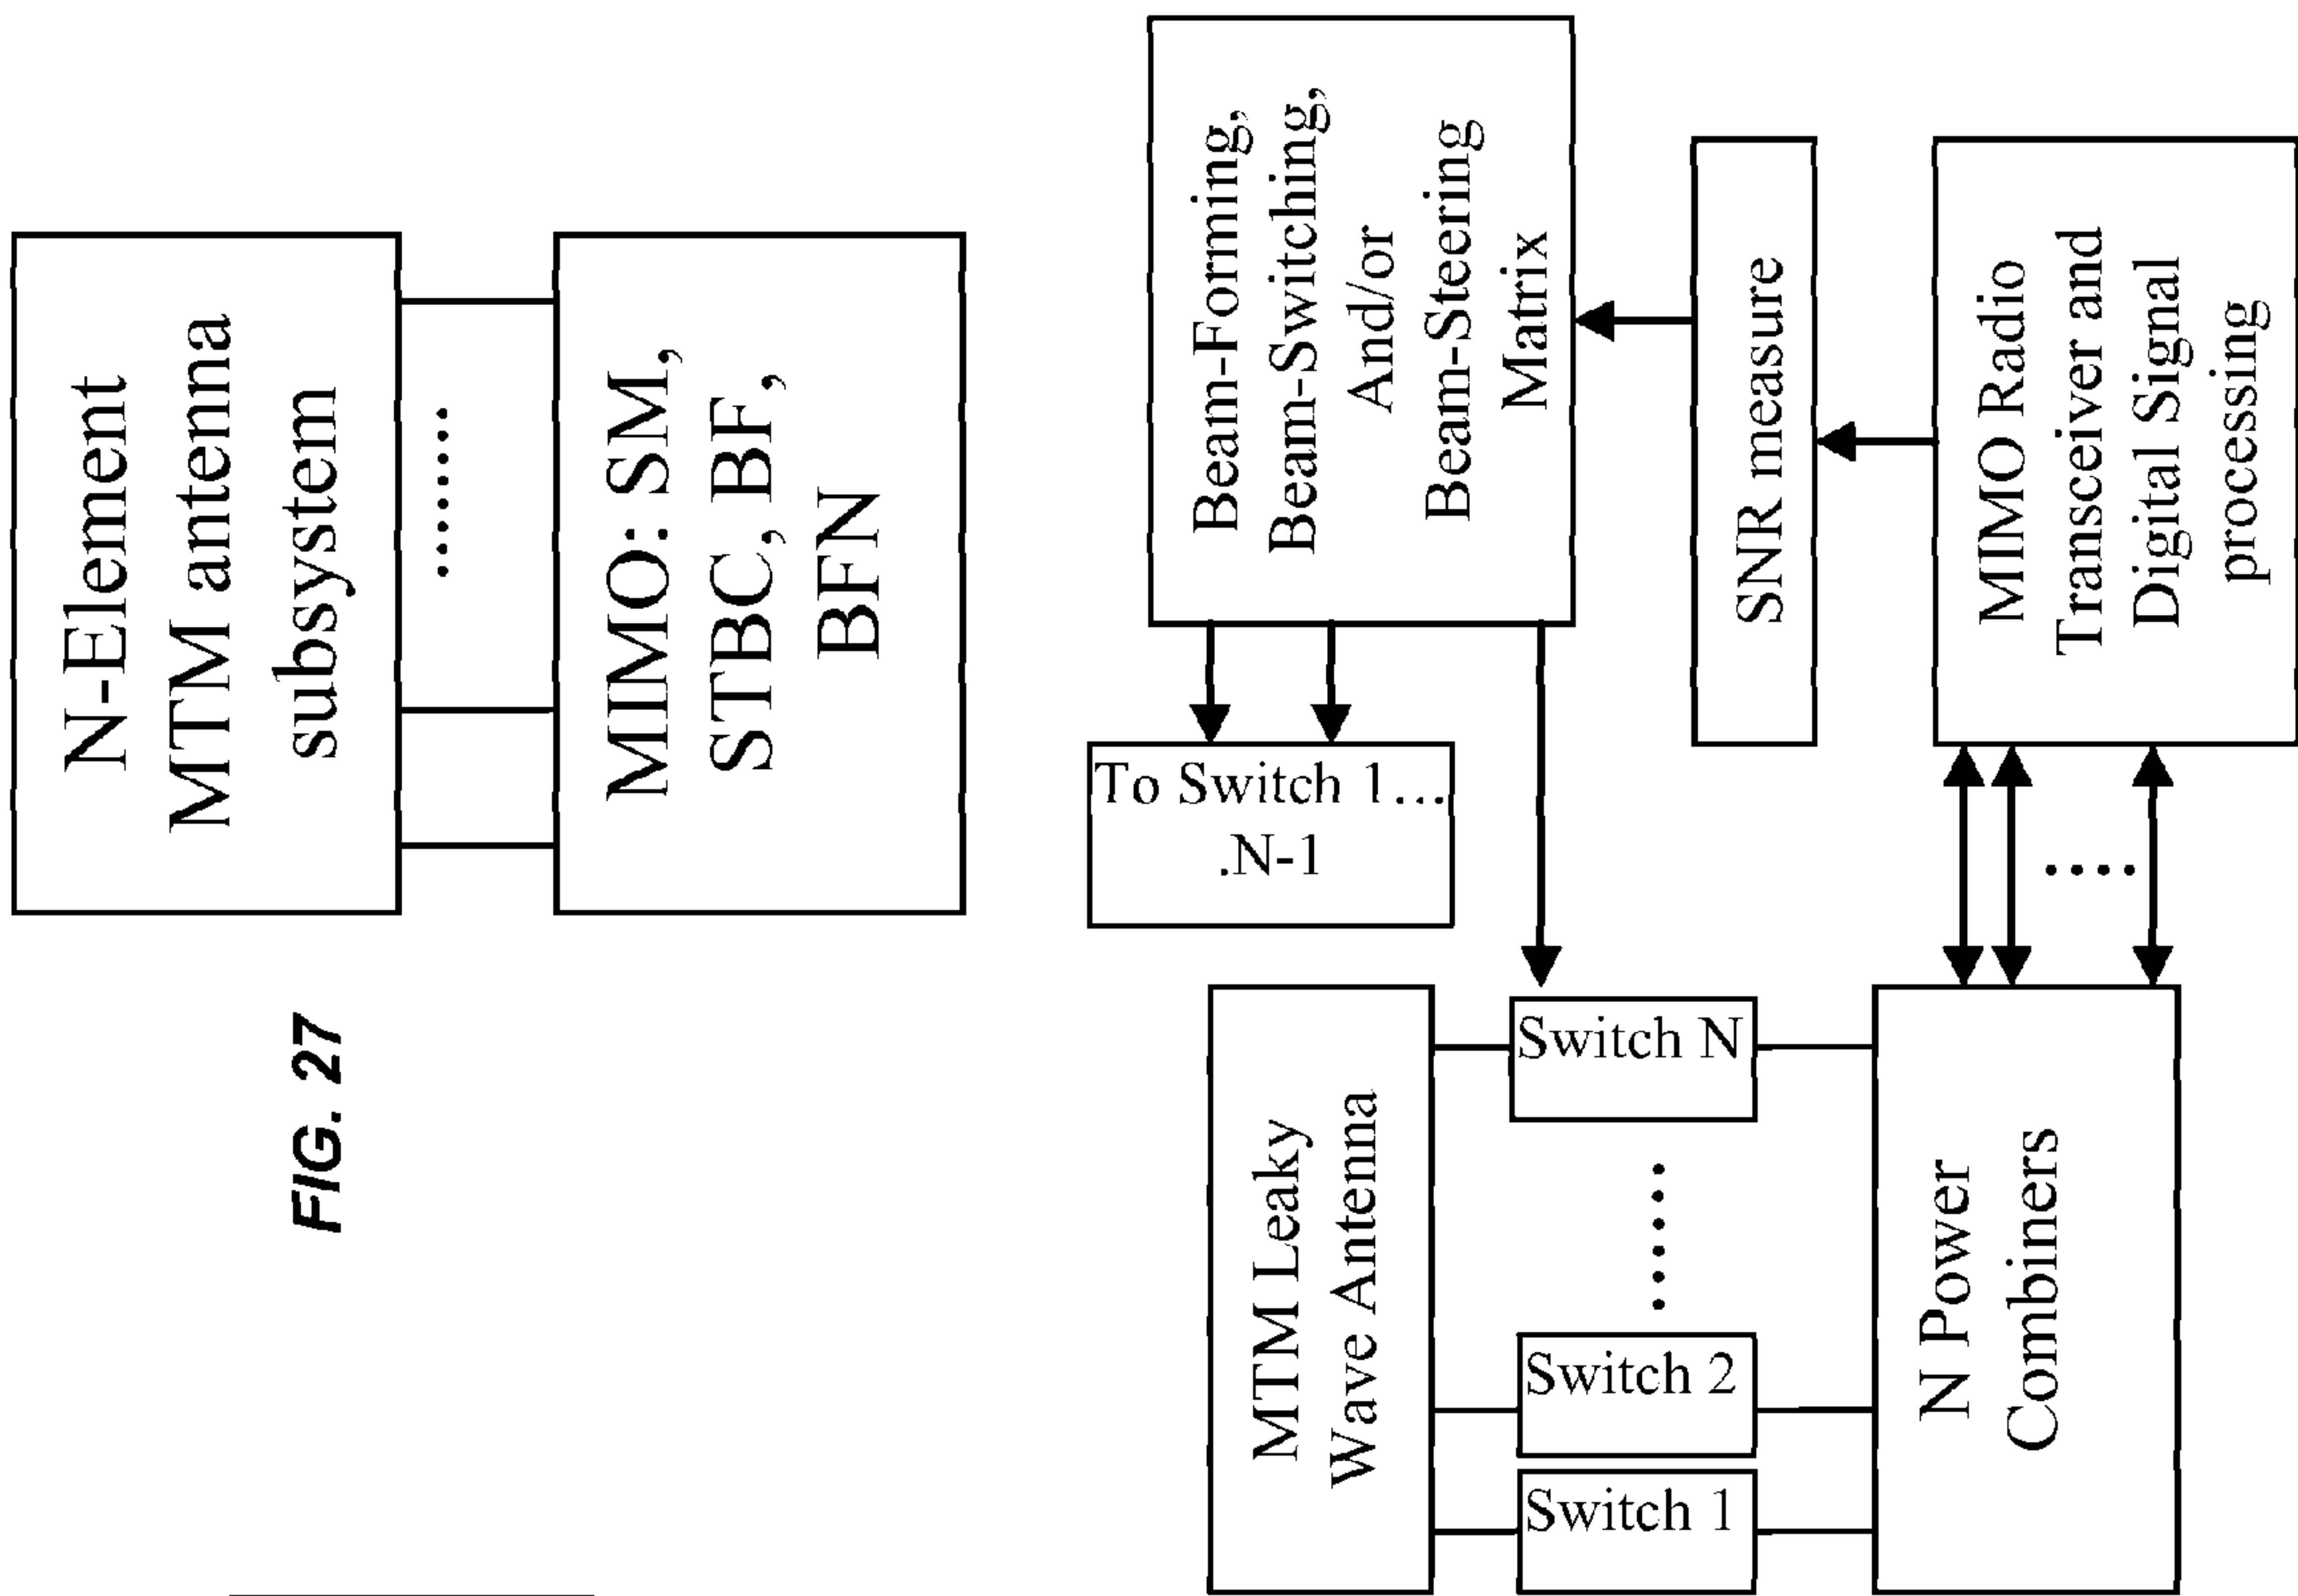 N-Element
MTM antenna
subsystem
.......
MIMO: SM,
STBC, BF,
BFN
FIG. 27
Beam-Forming,
Beam-Switching,
And/or
Beam-Steering
Matrix
To Switch 1...
.N-1
SNR measure
MIMO Radio
Transceiver and
Digital Signal
processing
....
MTM Leaky
Wave Antenna
Switch N
......
Switch 2
Switch 1
N Power
Combiners